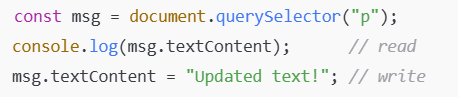 const msg = document.querySelector("p");
console.log(msg.textContent);      // read
msg.textContent = "Updated text!"; // write